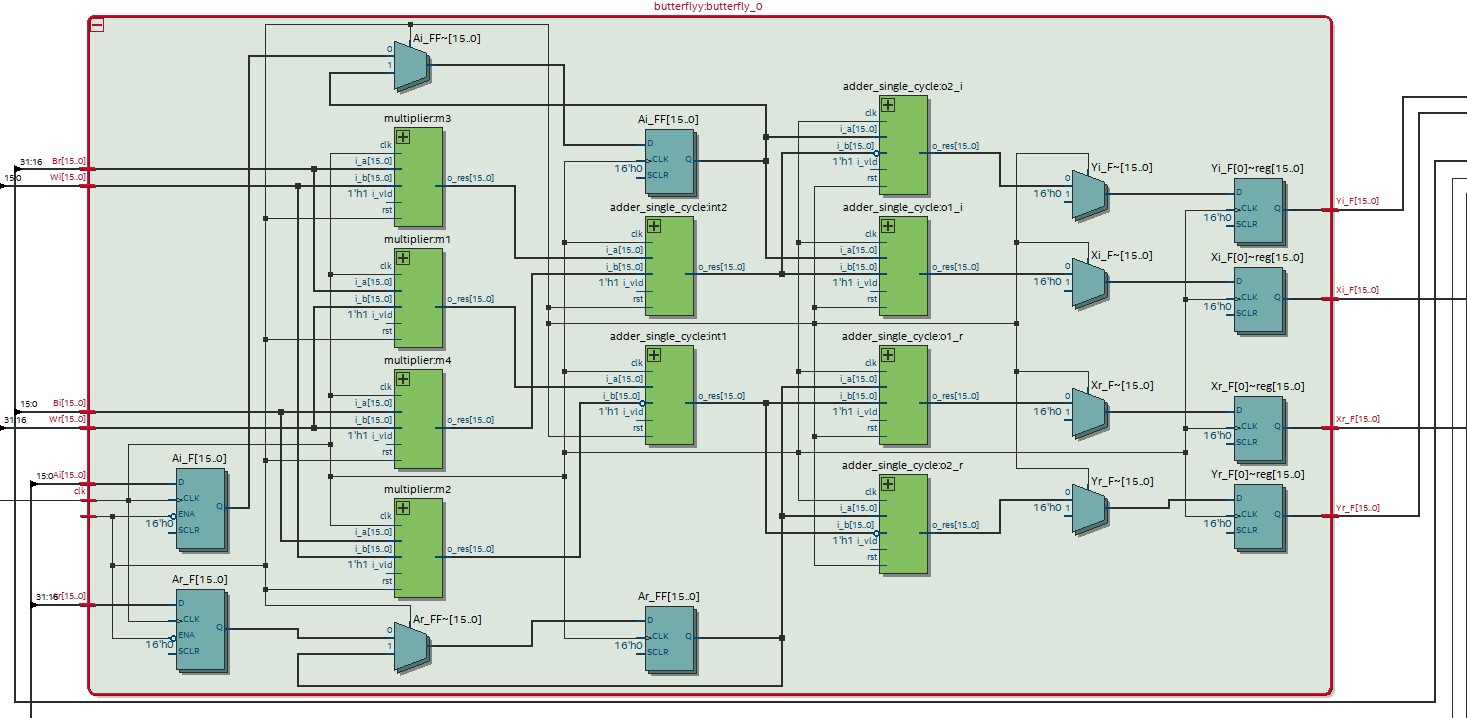 butterflyy:butterfly_0
Ai_FF~[15..0]
0
1
multiplier:m3
clk
i_a[15..0]
i_b[15..0]
1'h1 i_vld
rst
o_res[15..0]
multiplier:m1
clk
i_a[15..0]
i_b[15..0]
1'h1 i_vld
rst
o_res[15..0]
multiplier:m4
clk
i_a[15..0]
i_b[15..0]
1'h1 i_vld
rst
o_res[15..0]
multiplier:m2
clk
i_a[15..0]
i_b[15..0]
1'h1 i_vld
rst
o_res[15..0]
31:16 Br[15..0]
15:0 Wi[15..0]
15:0 Bi[15..0]
31:16 Wr[15..0]
15:0 Ai[15..0]
clk
31:16
Ai_F[15..0]
D
CLK
ENA
16'h0 SCLR
Q
Ar_F[15..0]
D
CLK
ENA
16'h0 SCLR
Q
Ar_FF~[15..0]
0
1
Ai_FF[15..0]
D
CLK
16'h0 SCLR
Q
adder_single_cycle:int2
clk
i_a[15..0]
i_b[15..0]
1'h1 i_vld
rst
o_res[15..0]
adder_single_cycle:int1
clk
i_a[15..0]
i_b[15..0]
1'h1 i_vld
rst
o_res[15..0]
Ar_FF[15..0]
D
CLK
16'h0 SCLR
Q
adder_single_cycle:o2_i
clk
i_a[15..0]
i_b[15..0]
1'h1 i_vld
rst
o_res[15..0]
adder_single_cycle:o1_i
clk
i_a[15..0]
i_b[15..0]
1'h1 i_vld
rst
o_res[15..0]
adder_single_cycle:o1_r
clk
i_a[15..0]
i_b[15..0]
1'h1 i_vld
rst
o_res[15..0]
adder_single_cycle:o2_r
clk
i_a[15..0]
i_b[15..0]
1'h1 i_vld
rst
o_res[15..0]
Yi_F~[15..0]
0
16'h0 1
Xi_F~[15..0]
0
16'h0 1
Xr_F~[15..0]
0
16'h0 1
Yr_F~[15..0]
0
16'h0 1
Yi_F[0]~reg[15..0]
D
CLK
16'h0 SCLR
Q
Xi_F[0]~reg[15..0]
D
CLK
16'h0 SCLR
Q
Xr_F[0]~reg[15..0]
D
CLK
16'h0 SCLR
Q
Yr_F[0]~reg[15..0]
D
CLK
16'h0 SCLR
Q
Yi_F[15..0]
Xi_F[15..0]
Xr_F[15..0]
Yr_F[15..0]